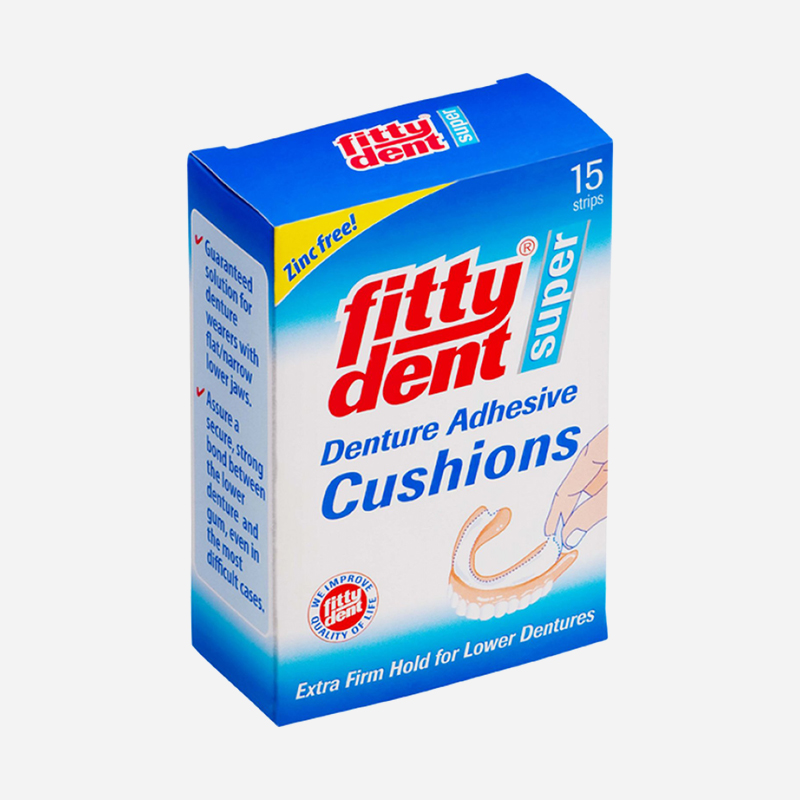 fitty
dent
super
15
strips
Zinc free!
fitty®
dent
super
Denture Adhesive
Cushions
WE IMPROVE
fitty
dent
QUALITY OF LIFE
Extra Firm Hold for Lower Dentures
✓ Guaranteed
solution for
denture
wearers with
flat/narrow
lower jaws.
✓ Assure a
secure, strong
bond between
the lower
denture and
gum, even in
the most
difficult cases.